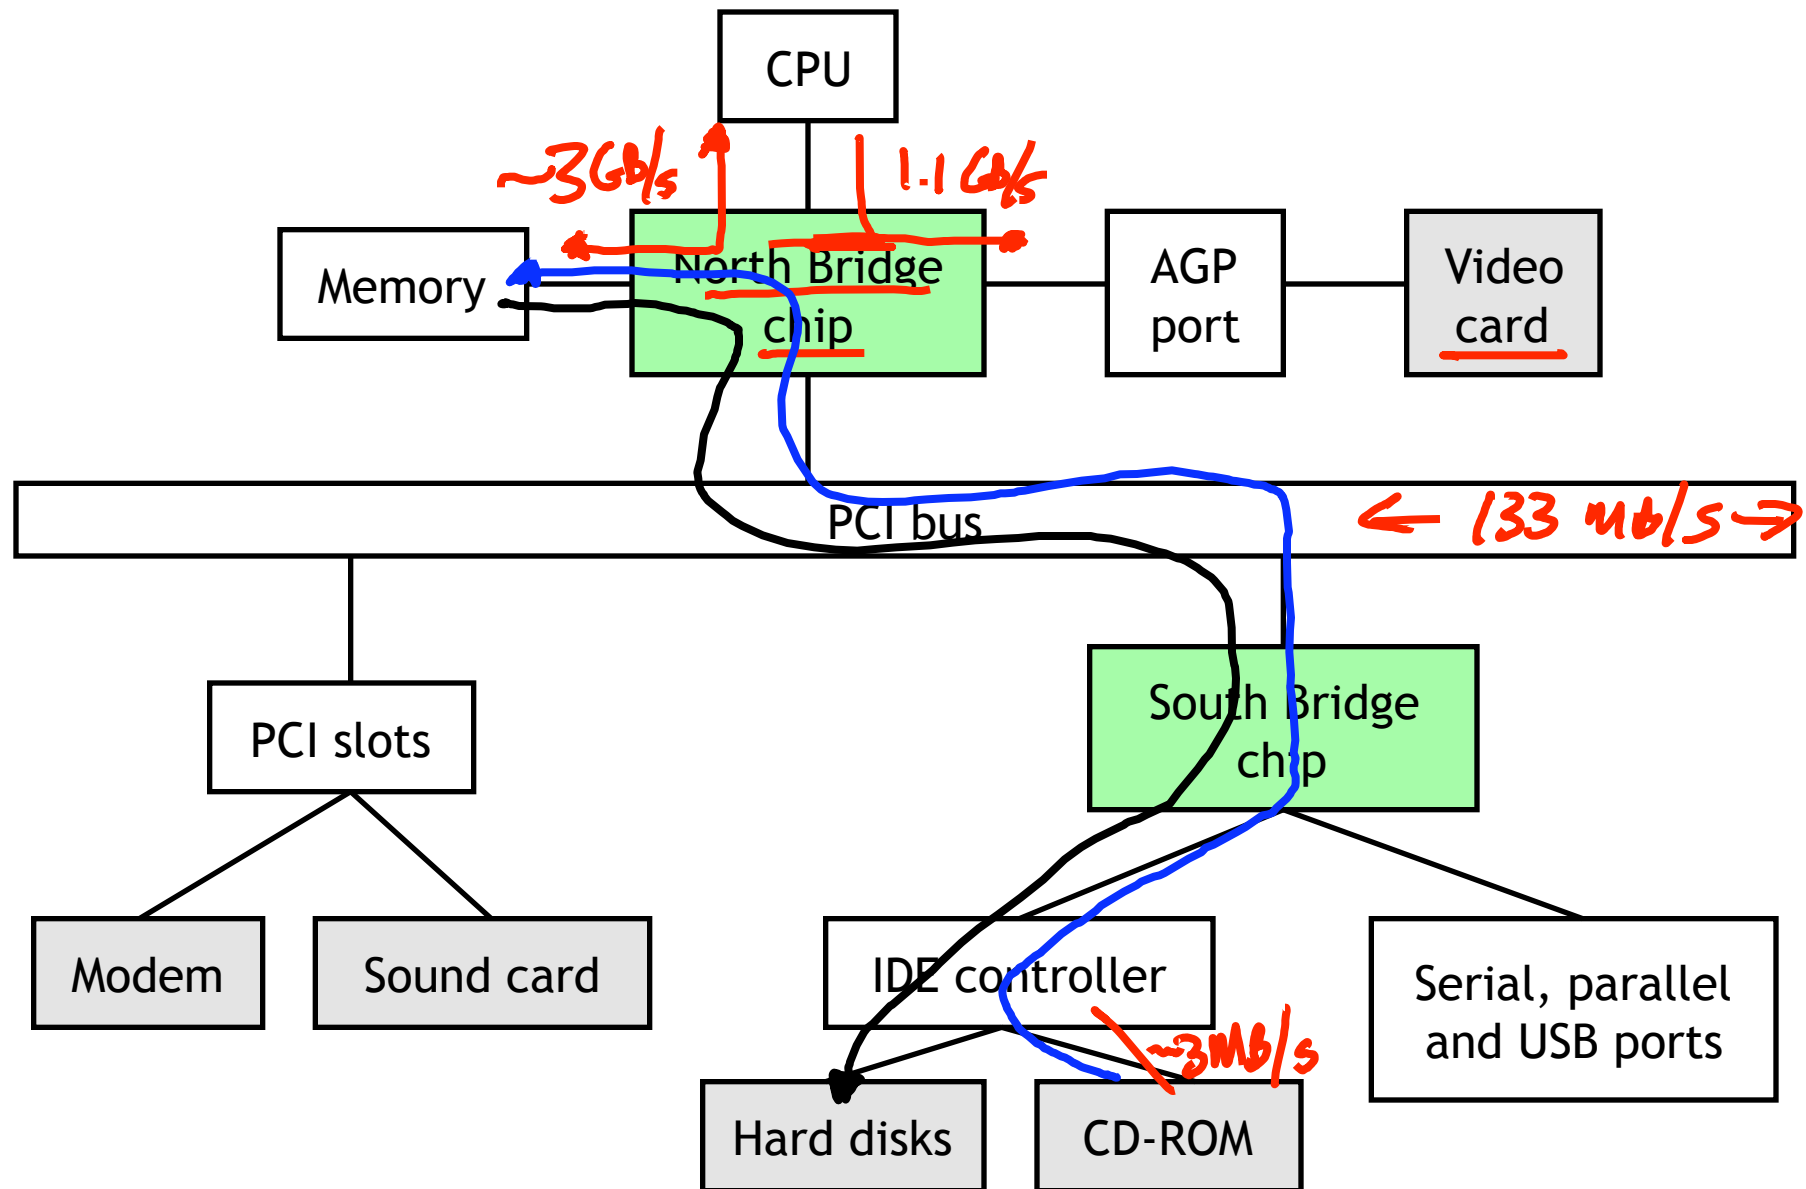 CPU
~3GB/s
1.1 GB/s
Memory
North Bridge
chip
AGP
port
Video
card
PCI bus
← 133 mb/s →
PCI slots
South Bridge
chip
Modem
Sound card
IDE controller
Serial, parallel
and USB ports
~3MB/s
Hard disks
CD-ROM